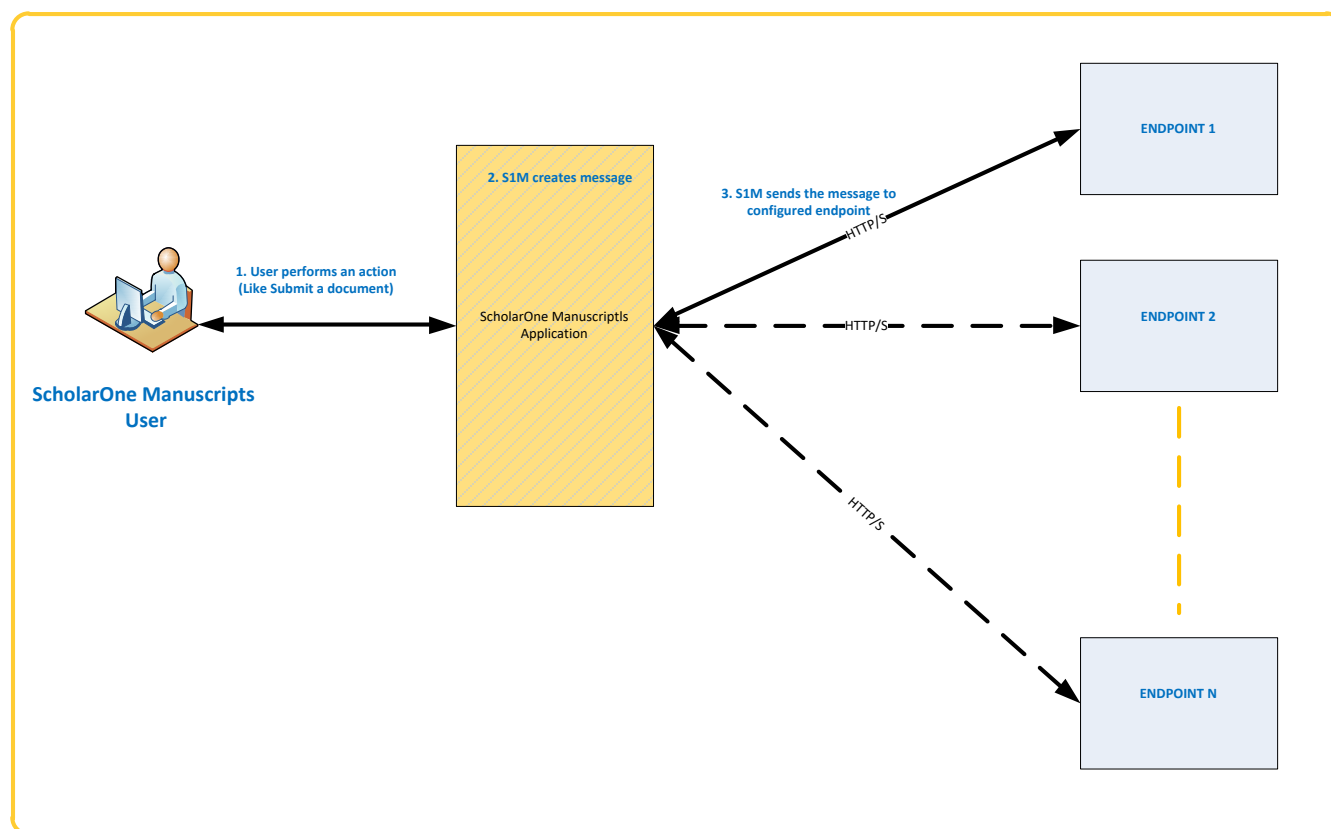 ENDPOINT 1
2. S1M creates message
3. S1M sends the message to
configured endpoint
HTTP/S
1. User performs an action
(Like Submit a document)
ScholarOne Manuscriptls
Application
HTTP/S
ENDPOINT 2
ScholarOne Manuscripts
User
HTTP/S
ENDPOINT N